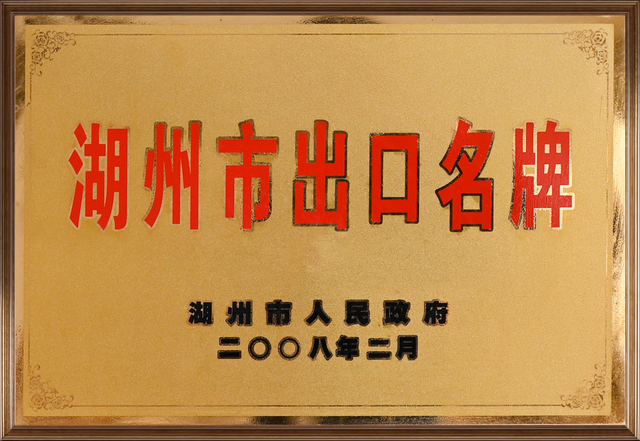 湖州市出口名牌
湖州市人民政府
二〇〇八年二月